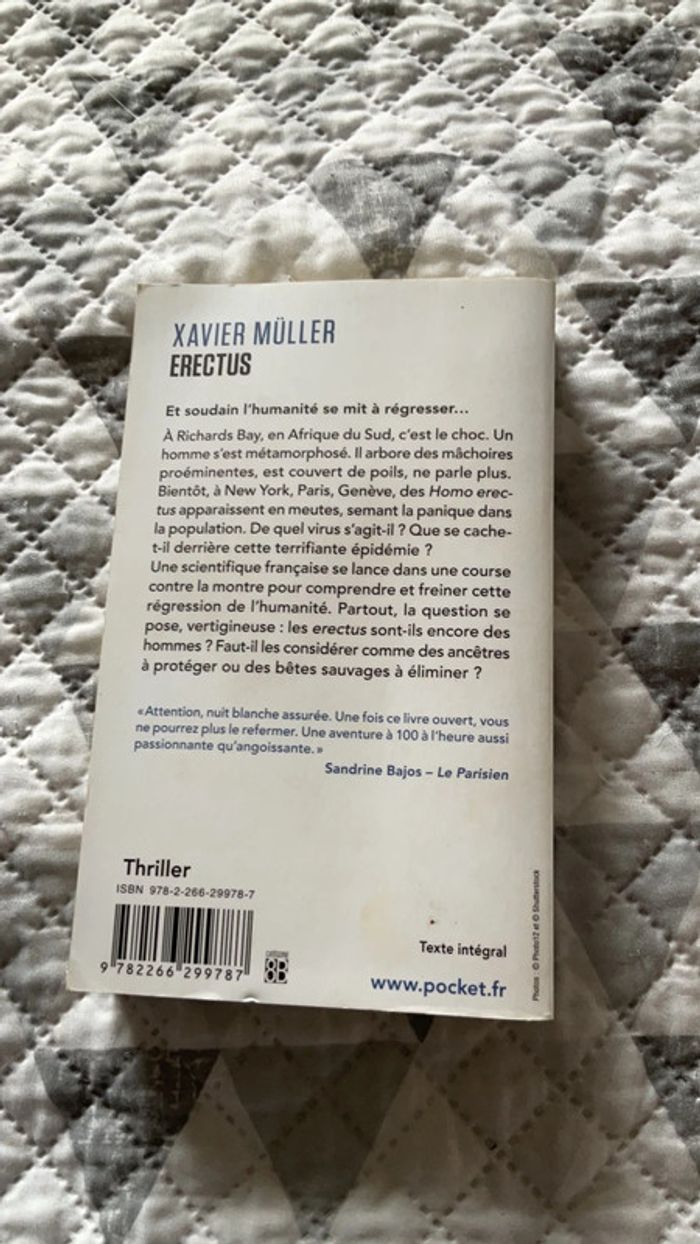 XAVIER MÜLLER
ERECTUS
Et soudain l'humanité se mit à régresser...
À Richards Bay, en Afrique du Sud, c'est le choc. Un
homme s'est métamorphosé. Il arbore des mâchoires
proéminentes, est couvert de poils, ne parle plus.
Bientôt, à New York, Paris, Genève, des Homo erec-
tus apparaissent en meutes, semant la panique dans
la population. De quel virus s'agit-il ? Que se cache-
t-il derrière cette terrifiante épidémie ?
Une scientifique française se lance dans une course
contre la montre pour comprendre et freiner cette
régression de l'humanité. Partout, la question se
pose, vertigineuse : les erectus sont-ils encore des
hommes ? Faut-il les considérer comme des ancêtres
à protéger ou des bêtes sauvages à éliminer ?
«Attention, nuit blanche assurée. Une fois ce livre ouvert, vous
ne pourrez plus le refermer. Une aventure à 100 à l'heure aussi
passionnante qu'angoissante.»
Sandrine Bajos – Le Parisien
Thriller
ISBN 978-2-266-29978-7
9 782266 299787
CATÉGORIE
8B
Texte intégral
www.pocket.fr
Photos : © Photo12 et © Shutterstock